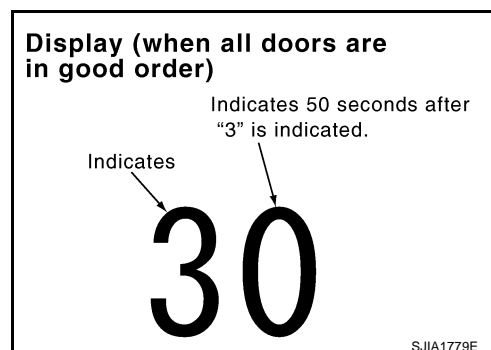 Display (when all doors are
in good order)
Indicates 50 seconds after
“3” is indicated.
Indicates
30
SJIA1779E